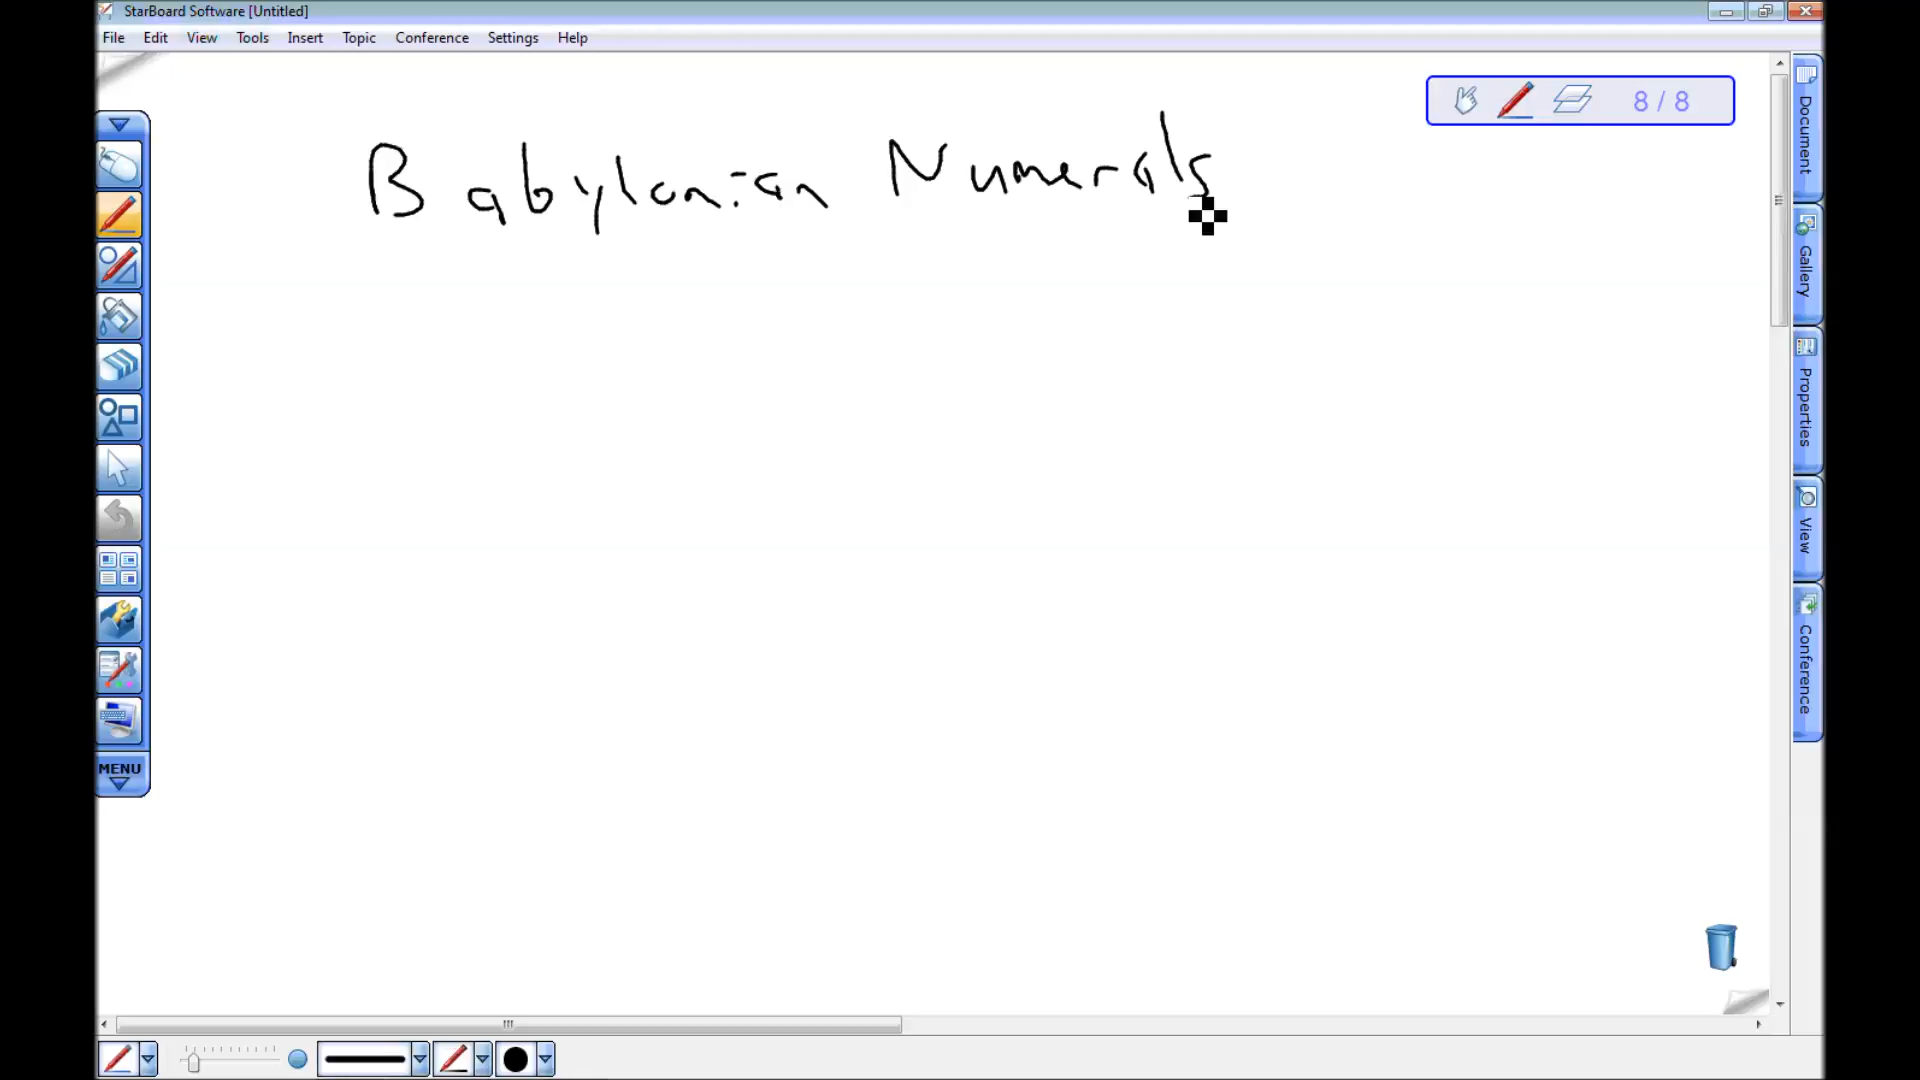 StarBoard Software [Untitled]
File Edit View Tools Insert Topic Conference Settings Help
8 / 8
Babylonian Numerals
MENU
Document
Gallery
Properties
View
Conference